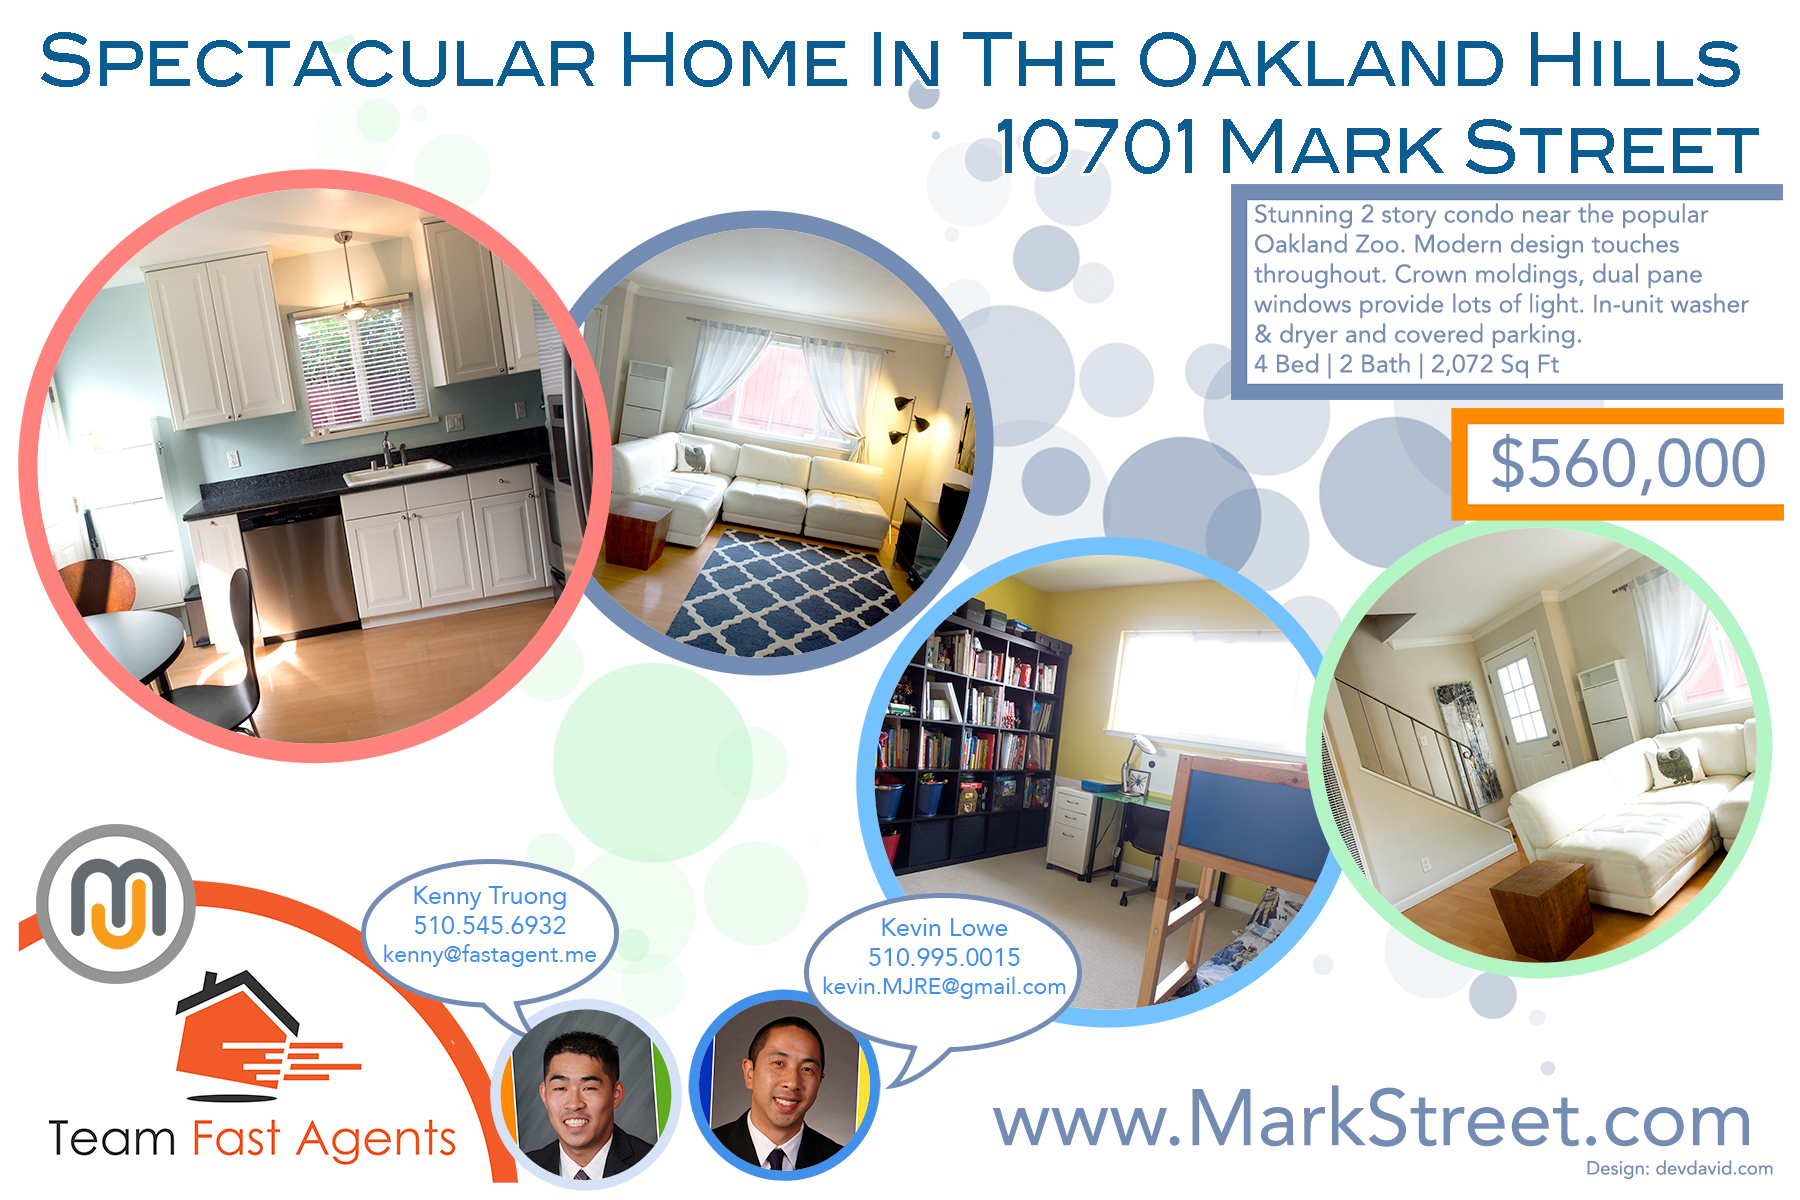 Spectacular Home In The Oakland Hills
10701 Mark Street
Stunning 2 story condo near the popular
Oakland Zoo. Modern design touches
throughout. Crown moldings, dual pane
windows provide lots of light. In-unit washer
& dryer and covered parking.
4 Bed | 2 Bath | 2,072 Sq Ft
$560,000
Kenny Truong
510.545.6932
kenny@fastagent.me
Kevin Lowe
510.995.0015
kevin.MJRE@gmail.com
Team Fast Agents
www.MarkStreet.com
Design: devdavid.com